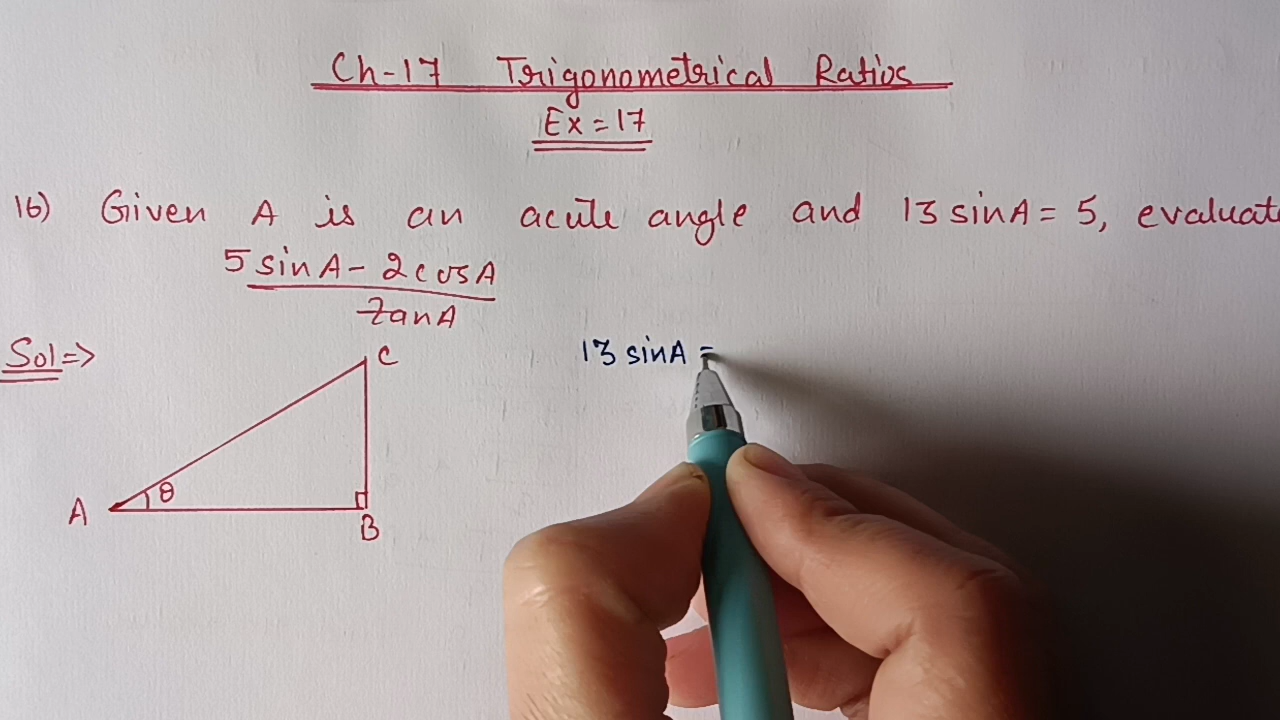 Ch-17 Trigonometrical Ratios
Ex=17
16) Given A is an acute angle and 13 sinA = 5, evaluat
5 sinA - 2cosA
tanA
Sol=>
13 sinA =
C
θ
A
B